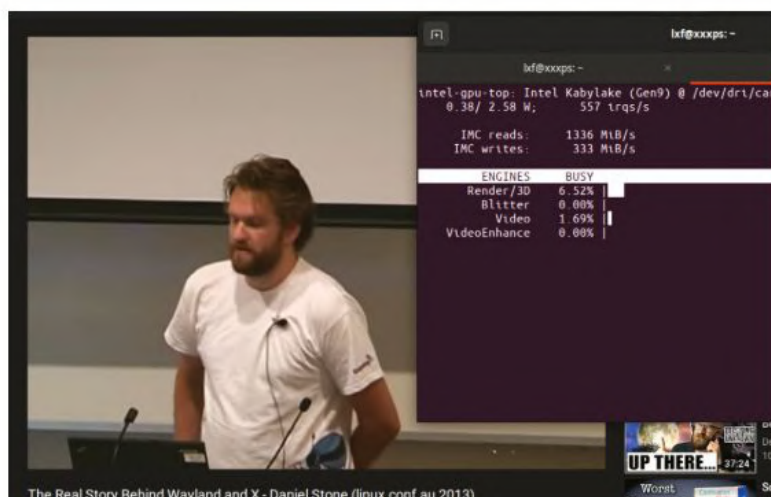 lxf@xxxps: ~
lxf@xxxps: ~ ×
intel-gpu-top: Intel Kabylake (Gen9) @ /dev/dri/ca
0.38/ 2.58 W; 557 irqs/s
IMC reads: 1336 MiB/s
IMC writes: 333 MiB/s
ENGINES BUSY
Render/3D 6.52% |
Blitter 0.00% |
Video 1.69% |
VideoEnhance 0.00% |
UP THERE...
37:24
Worst
The Real Story Behind Wayland and X - Daniel Stone (linux.conf.au 2013)